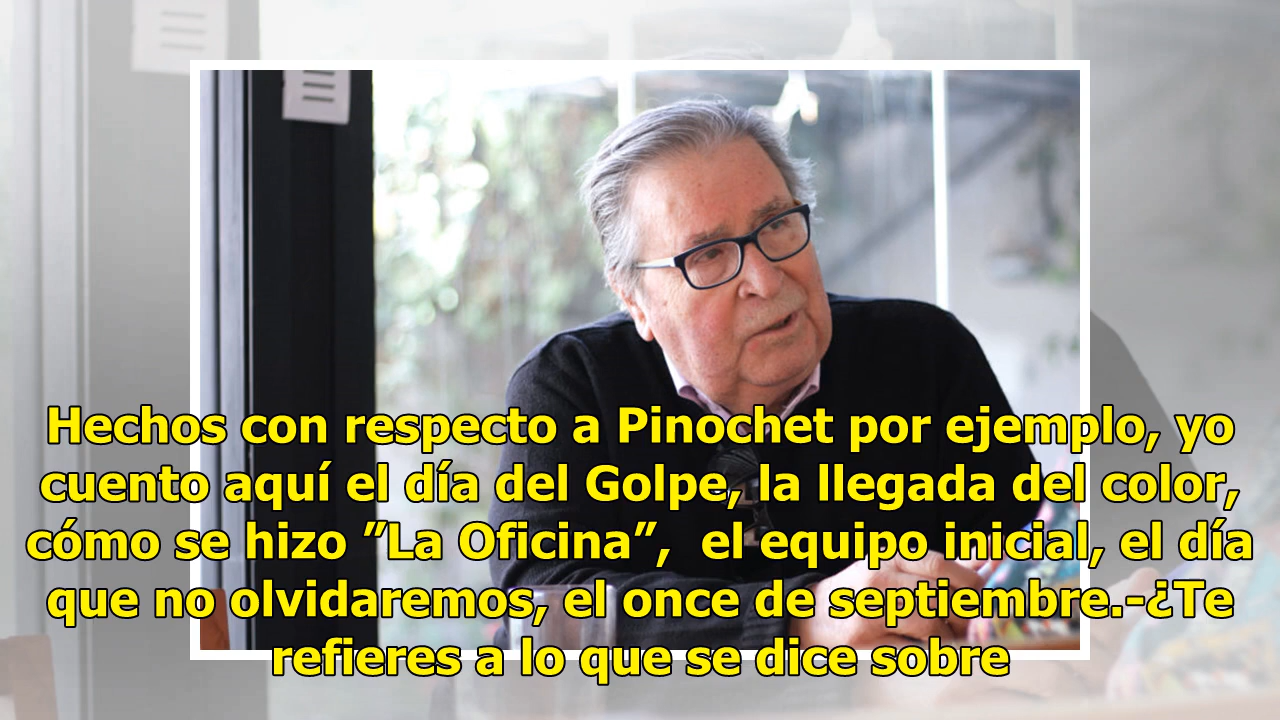 Hechos con respecto a Pinochet por ejemplo, yo
cuento aquí el día del Golpe, la llegada del color,
cómo se hizo ”La Oficina”,  el equipo inicial, el día
que no olvidaremos, el once de septiembre.-¿Te
refieres a lo que se dice sobre